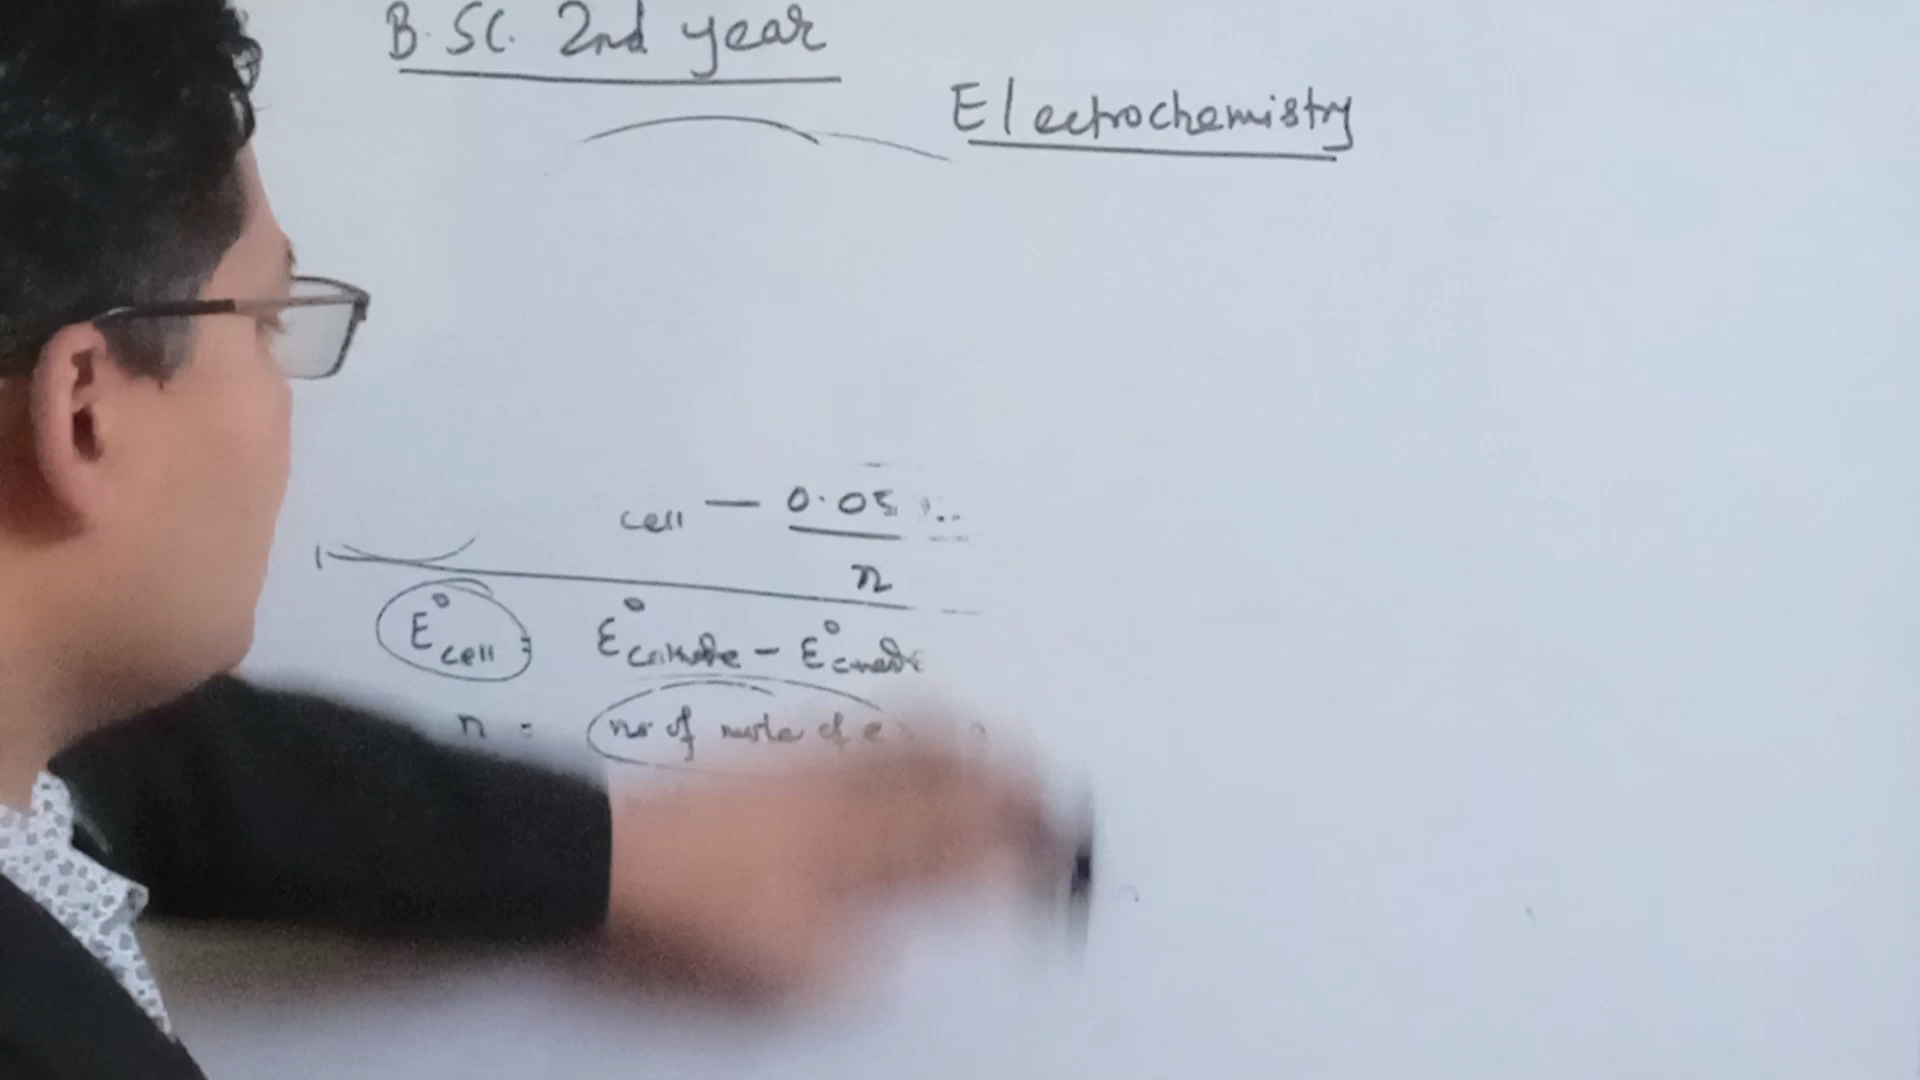 B.SC. 2nd year
Electrochemistry
cell — 0.05
n
E°cell = E°cathode - E°anode
n = no of mole of e